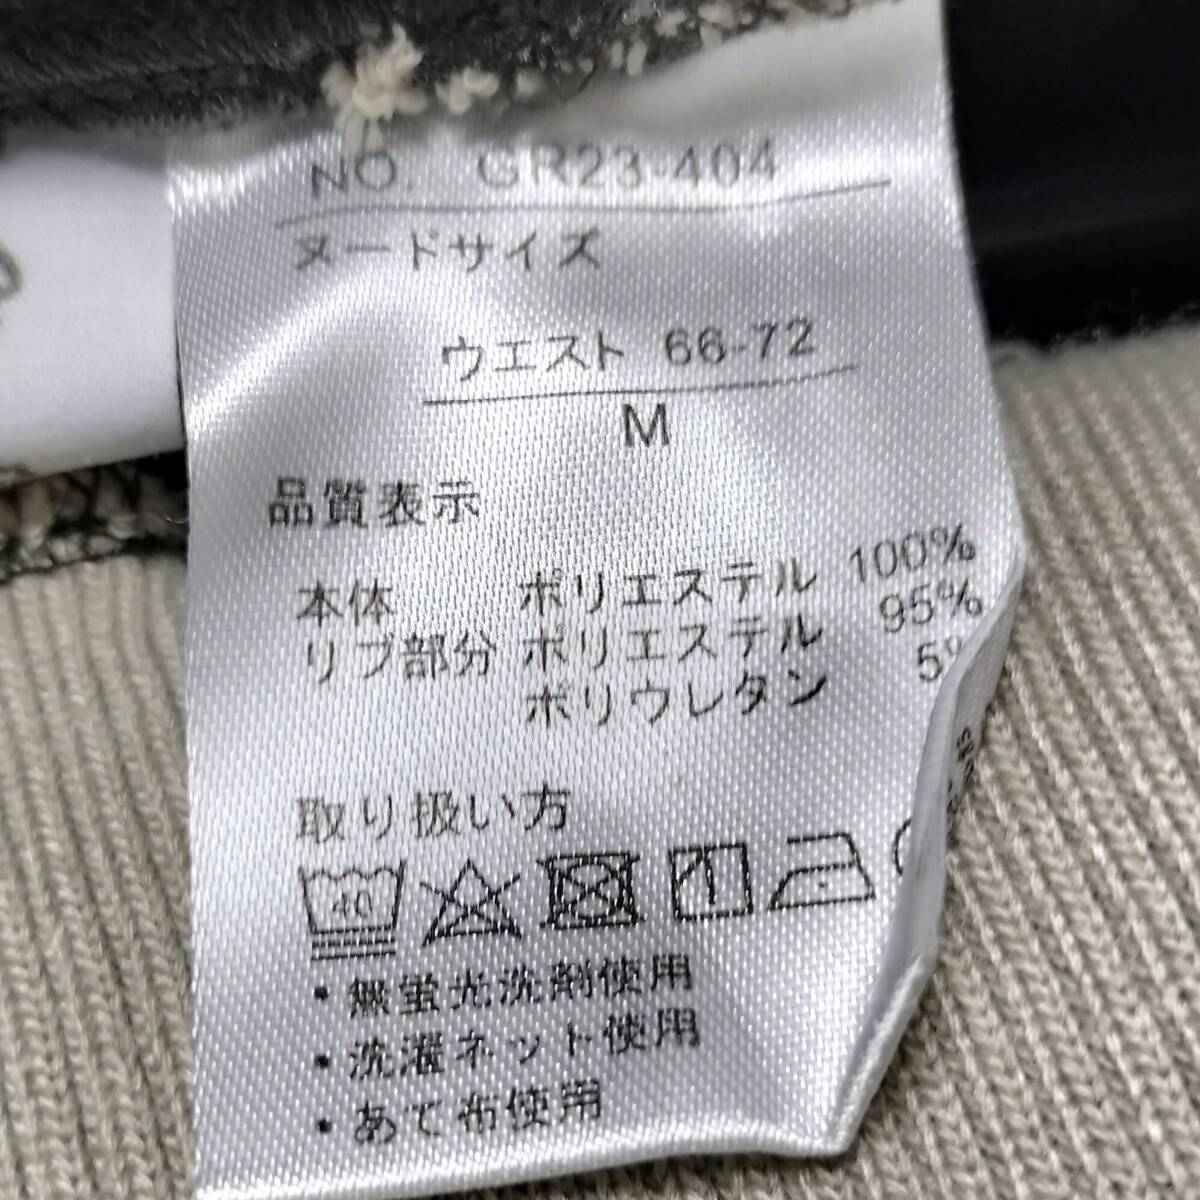 NO. GR23-404
ヌードサイズ
ウエスト 66-72
M
品質表示
本体 ポリエステル 100%
リブ部分 ポリエステル 95%
ポリウレタン 5%
取り扱い方
40
・無蛍光洗剤使用
・洗濯ネット使用
・あて布使用